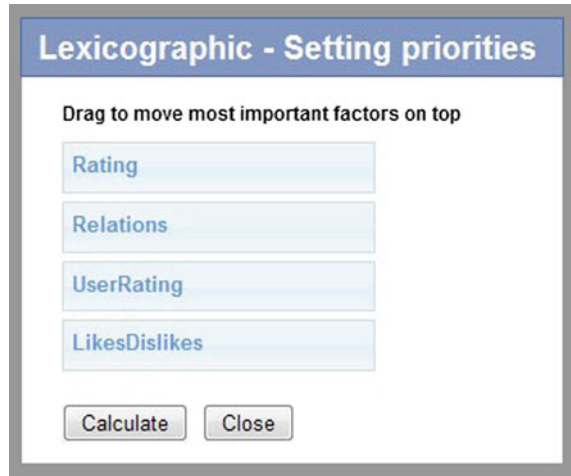 Lexicographic - Setting priorities
Drag to move most important factors on top
Rating
Relations
UserRating
LikesDislikes
Calculate Close